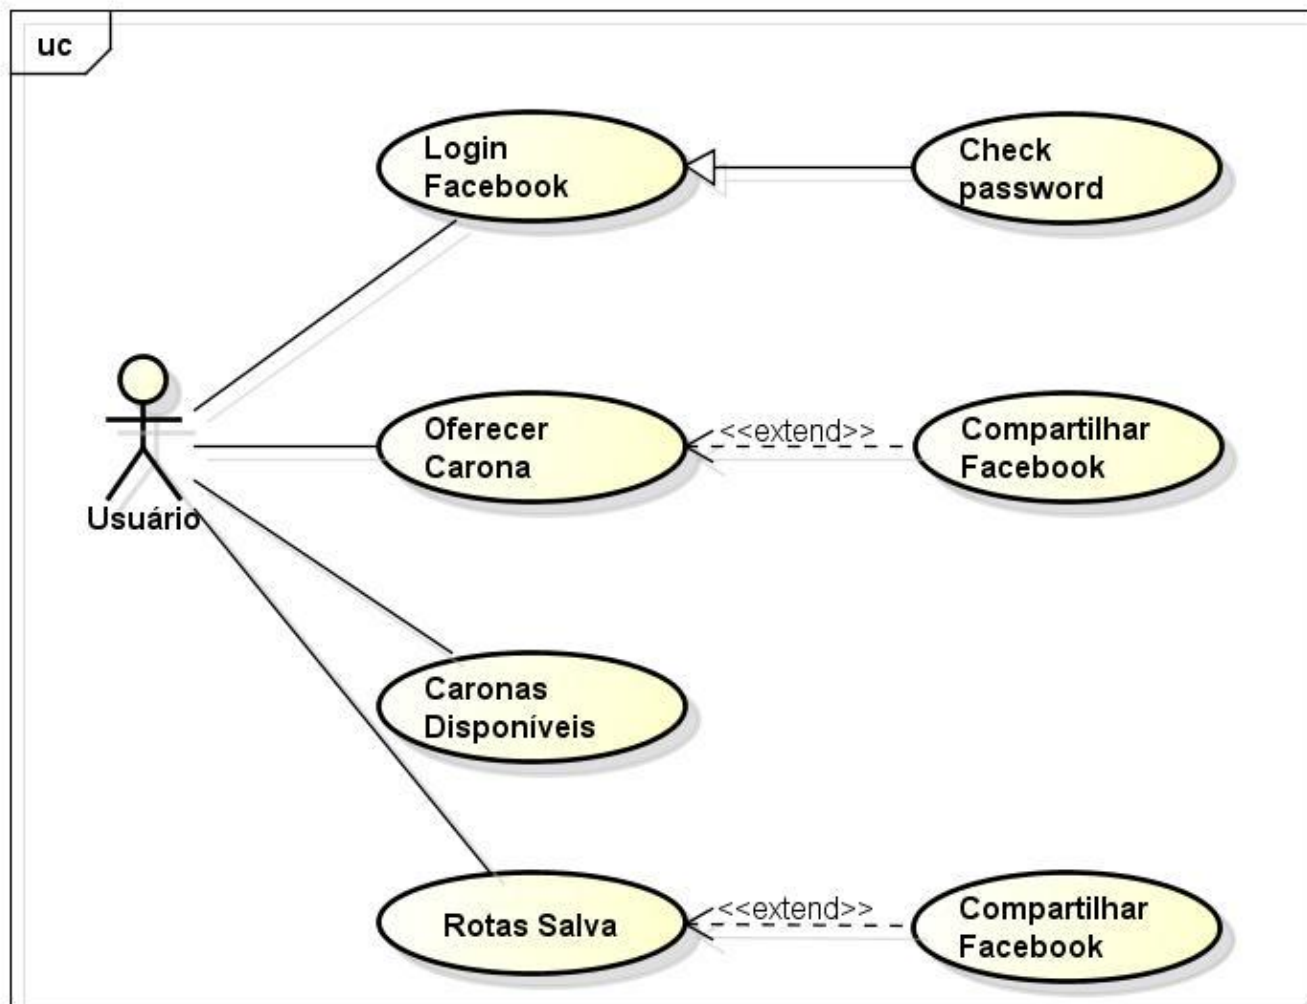 uc
Login
Facebook
Check
password
Oferecer
Carona
<<extend>>
Compartilhar
Facebook
Usuário
Caronas
Disponíveis
Rotas Salva
<<extend>>
Compartilhar
Facebook